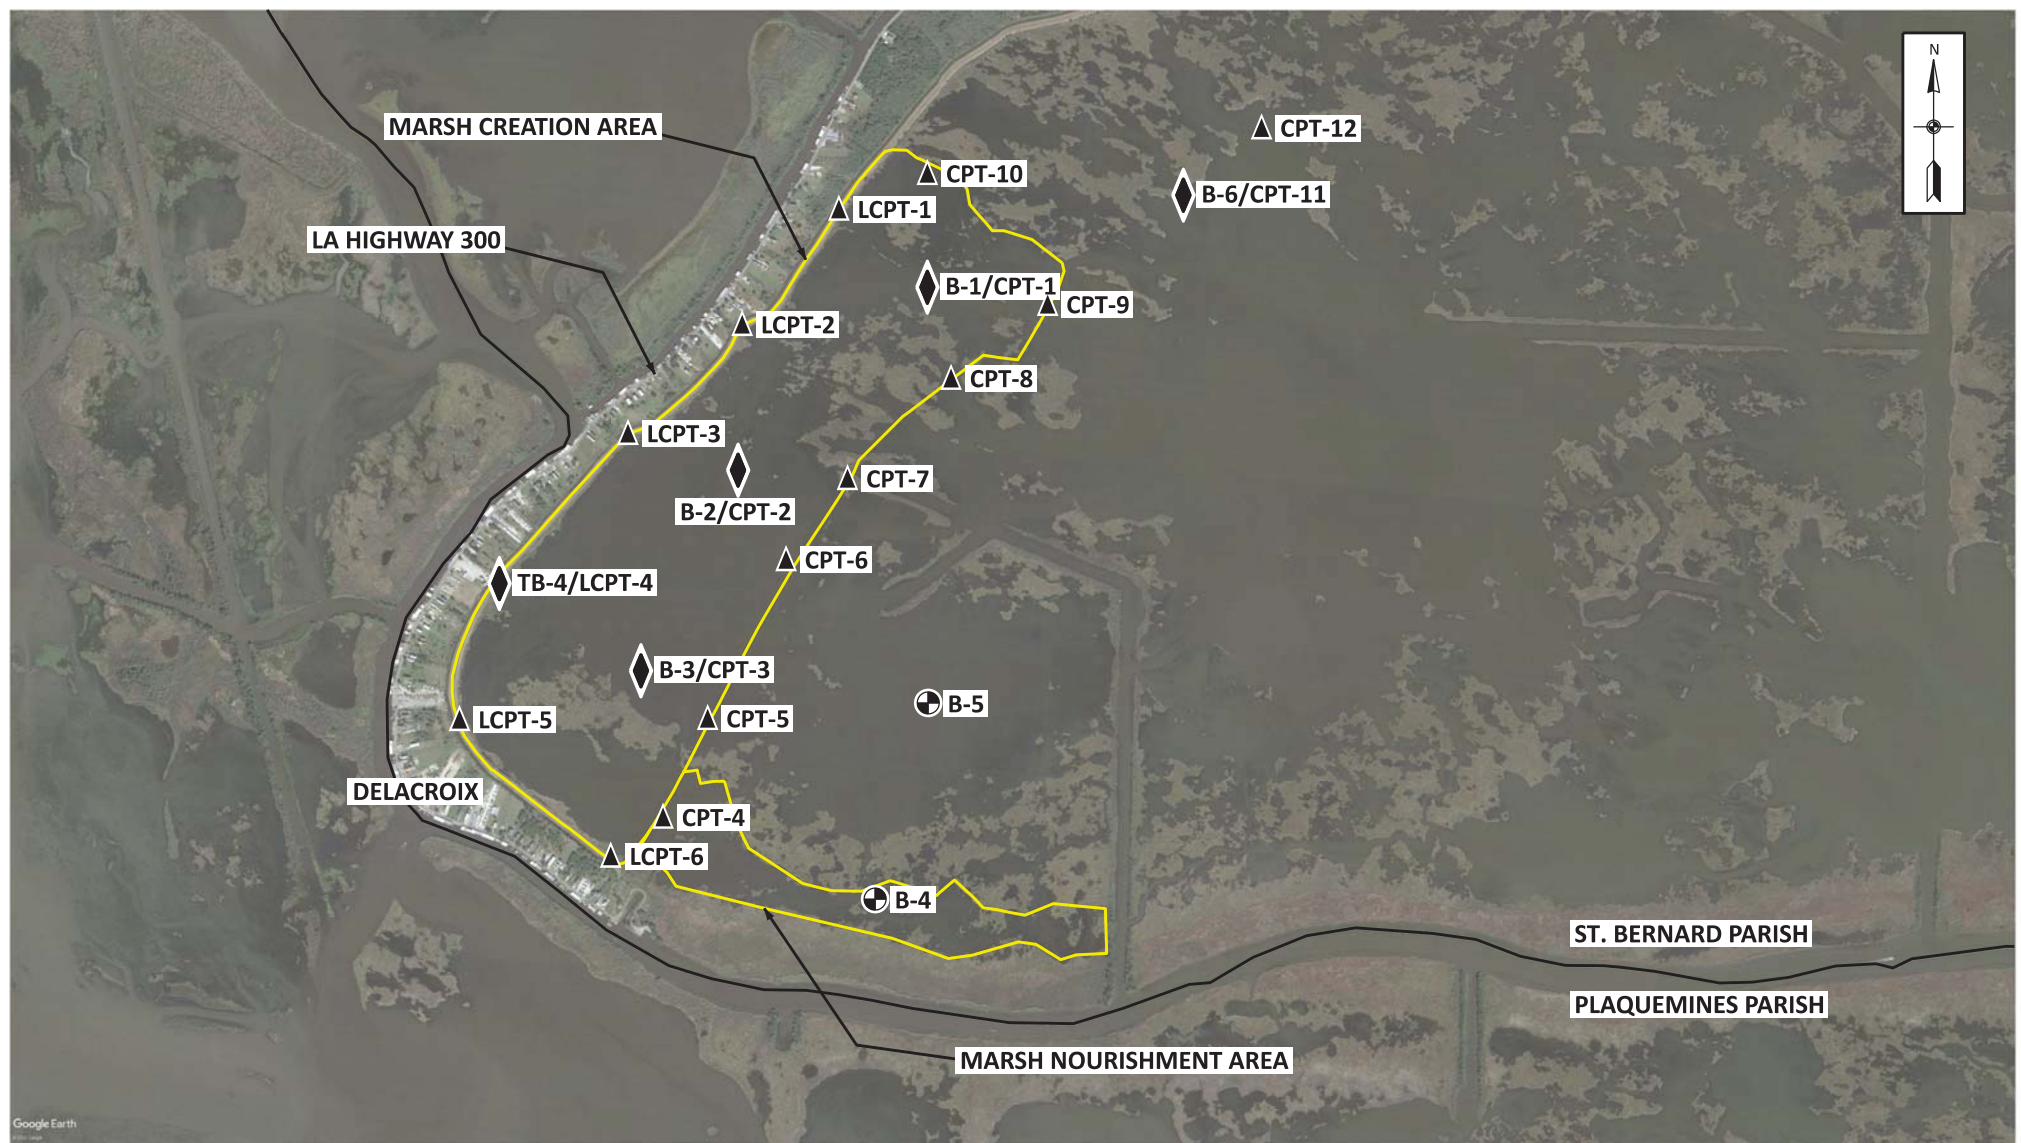 N
MARSH CREATION AREA
CPT-12
CPT-10
B-6/CPT-11
LCPT-1
LA HIGHWAY 300
B-1/CPT-1
CPT-9
LCPT-2
CPT-8
LCPT-3
CPT-7
B-2/CPT-2
CPT-6
TB-4/LCPT-4
B-3/CPT-3
B-5
CPT-5
LCPT-5
DELACROIX
CPT-4
LCPT-6
B-4
ST. BERNARD PARISH
PLAQUEMINES PARISH
MARSH NOURISHMENT AREA
Google Earth